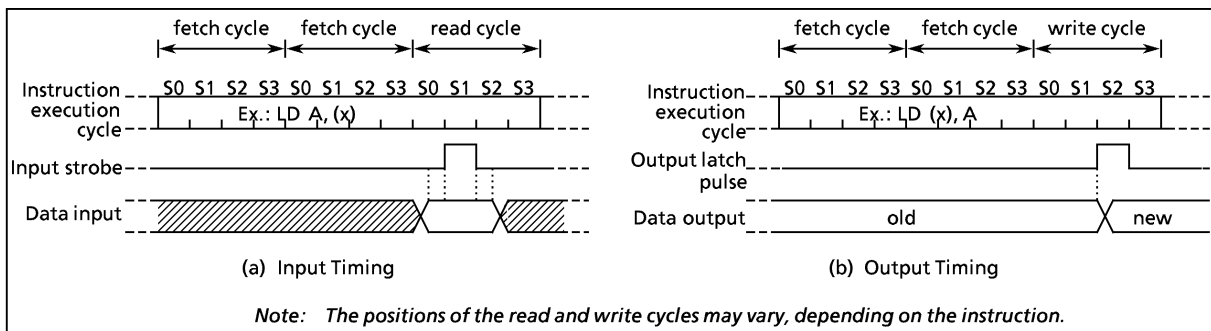 fetch cycle fetch cycle read cycle
S0 S1 S2 S3 S0 S1 S2 S3 S0 S1 S2 S3
Instruction
execution
cycle
Ex.: LD A, (x)
Input strobe
Data input
(a) Input Timing
fetch cycle fetch cycle write cycle
S0 S1 S2 S3 S0 S1 S2 S3 S0 S1 S2 S3
Instruction
execution
cycle
Ex.: LD (x), A
Output latch
pulse
Data output
old new
(b) Output Timing
Note: The positions of the read and write cycles may vary, depending on the instruction.